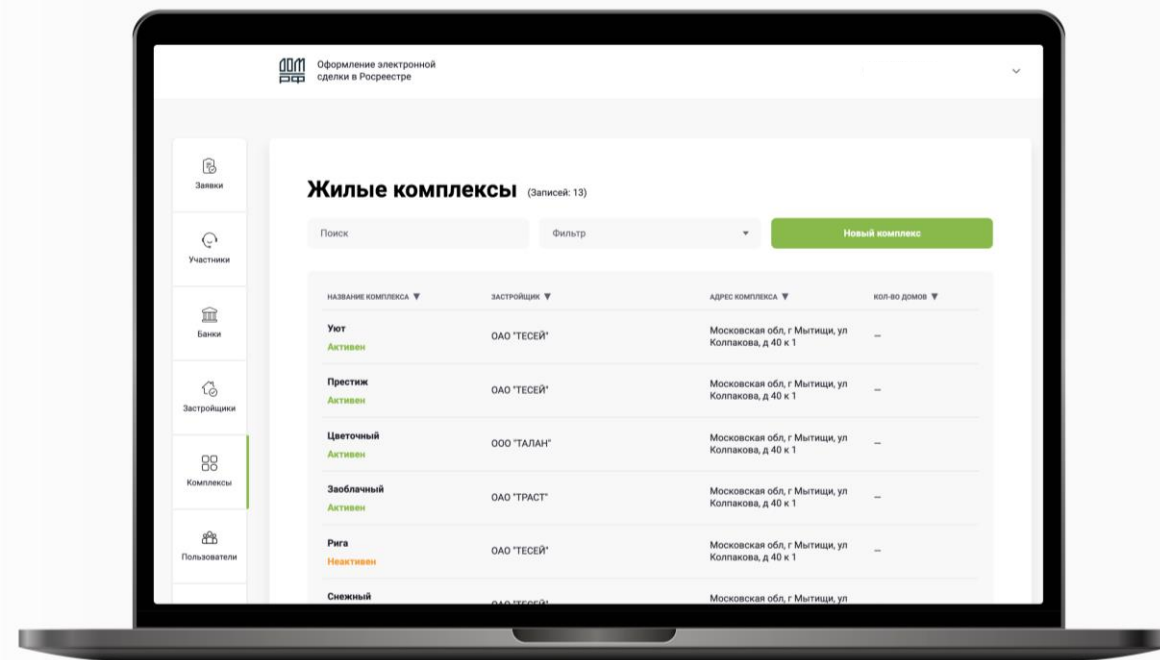 ДОМ
РФ
Оформление электронной
сделки в Росреестре
Заявки
Участники
Банки
Застройщики
Комплексы
Пользователи
Жилые комплексы (Записей: 13)
Поиск
Фильтр
Новый комплекс
НАЗВАНИЕ КОМПЛЕКСА ▼ ЗАСТРОЙЩИК ▼ АДРЕС КОМПЛЕКСА ▼ КОЛ-ВО ДОМОВ ▼
Уют
Активен
ОАО "ТЕСЕЙ"
Московская обл, г Мытищи, ул
Колпакова, д 40 к 1
—
Престиж
Активен
ОАО "ТЕСЕЙ"
Московская обл, г Мытищи, ул
Колпакова, д 40 к 1
—
Цветочный
Активен
ООО "ТАЛАН"
Московская обл, г Мытищи, ул
Колпакова, д 40 к 1
—
Заоблачный
Активен
ОАО "ТРАСТ"
Московская обл, г Мытищи, ул
Колпакова, д 40 к 1
—
Рига
Неактивен
ОАО "ТЕСЕЙ"
Московская обл, г Мытищи, ул
Колпакова, д 40 к 1
—
Снежный
ОАО "ТЕСЕЙ"
Московская обл, г Мытищи, ул